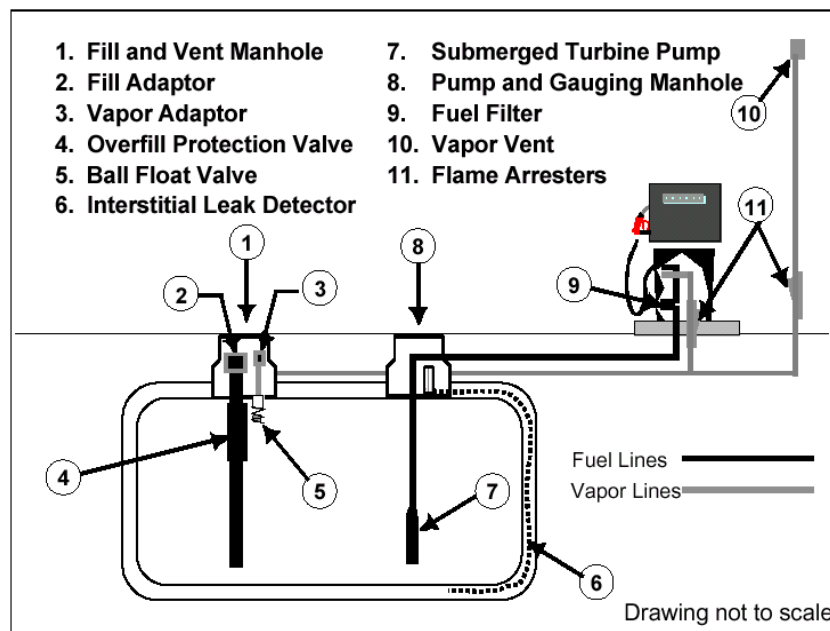 1. Fill and Vent Manhole
2. Fill Adaptor
3. Vapor Adaptor
4. Overfill Protection Valve
5. Ball Float Valve
6. Interstitial Leak Detector
7. Submerged Turbine Pump
8. Pump and Gauging Manhole
9. Fuel Filter
10. Vapor Vent
11. Flame Arresters
10
11
1
8
2
3
9
4
5
7
6
Fuel Lines
Vapor Lines
Drawing not to scale